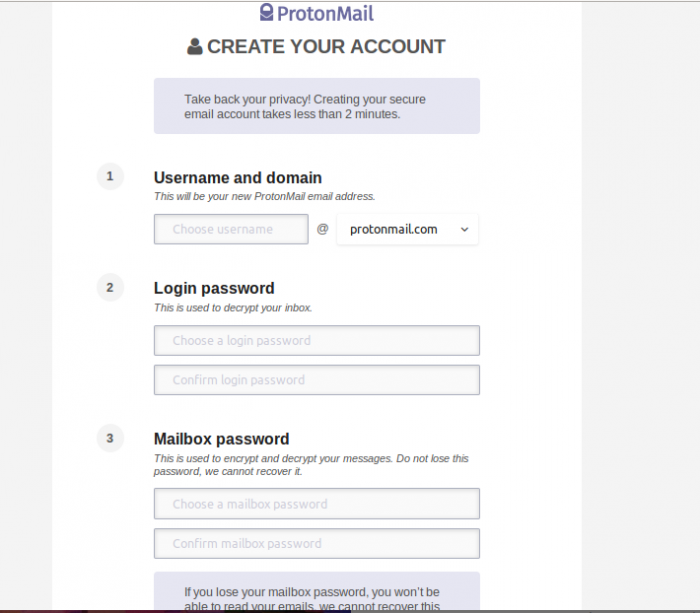 ProtonMail
CREATE YOUR ACCOUNT
Take back your privacy! Creating your secure
email account takes less than 2 minutes.
1
Username and domain
This will be your new ProtonMail email address.
Choose username @ protonmail.com
2
Login password
This is used to decrypt your inbox.
Choose a login password
Confirm login password
3
Mailbox password
This is used to encrypt and decrypt your messages. Do not lose this
password, we cannot recover it.
Choose a mailbox password
Confirm mailbox password
If you lose your mailbox password, you won't be
able to read your emails, we cannot recover this